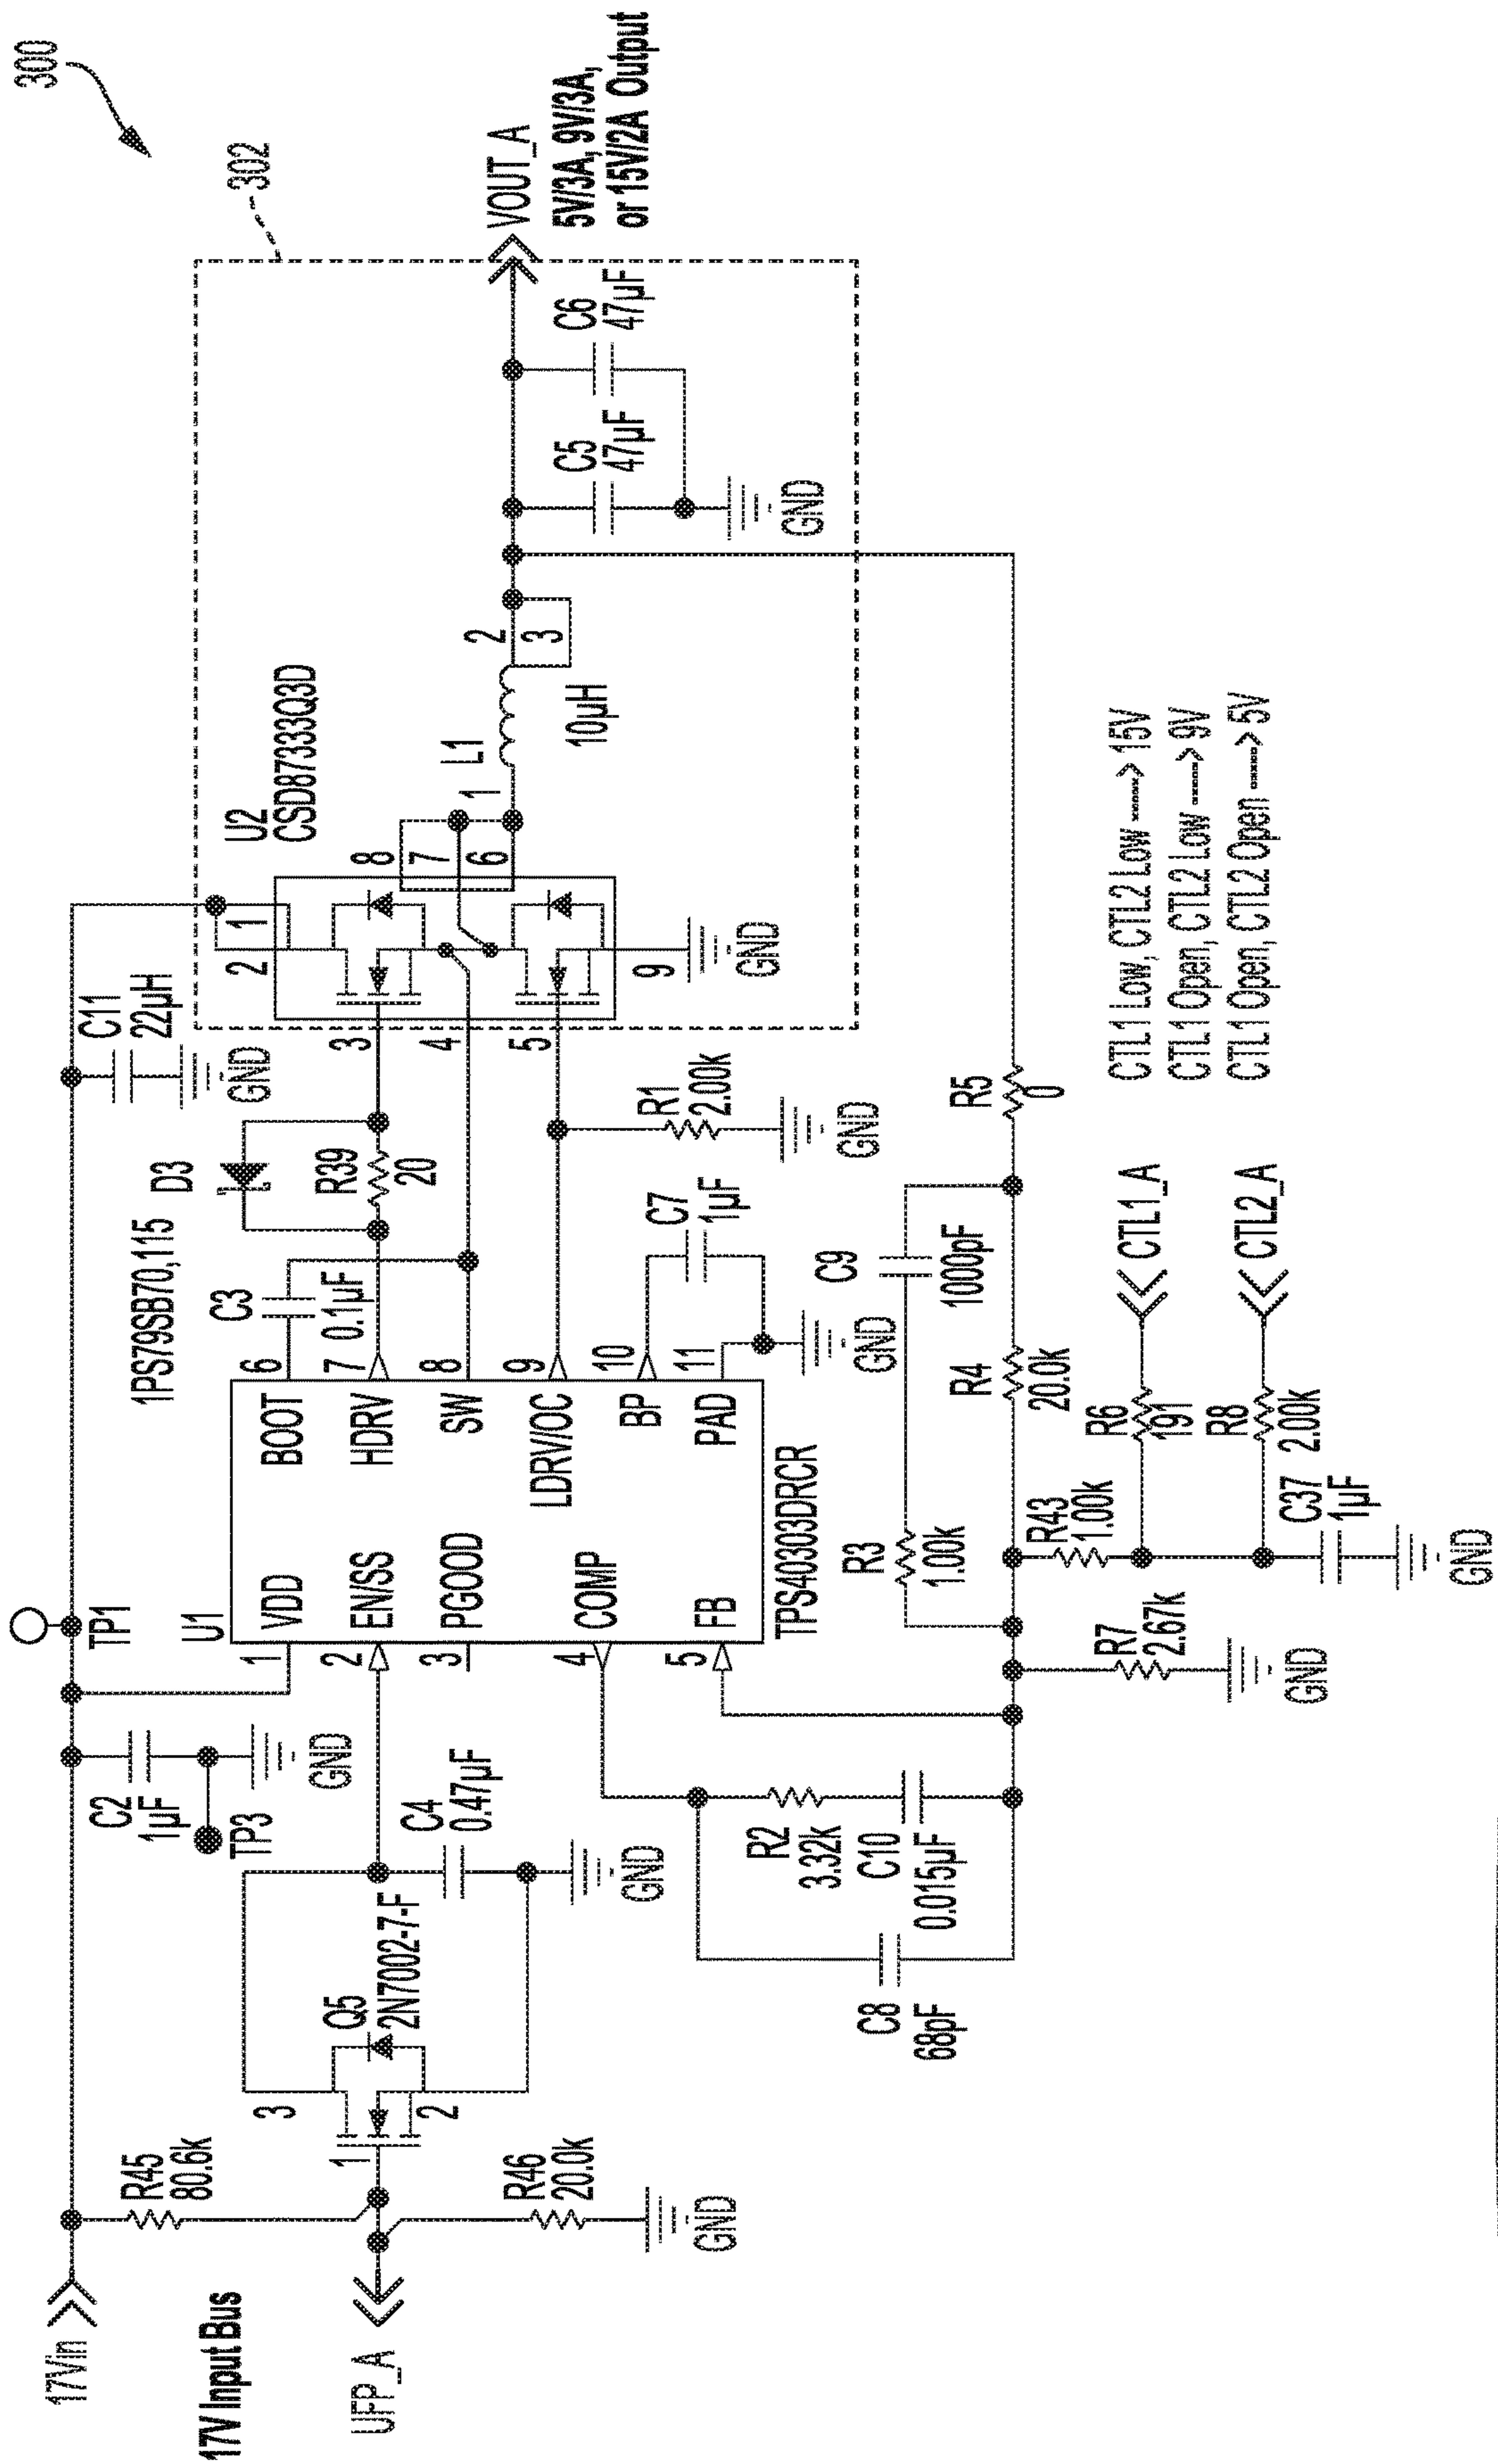 300
302
17Vin
17V Input Bus
UFP_A
R45
80.6k
R46
20.0k
GND
1
3
2
Q5
2N7002-7-F
C4
0.47µF
GND
C2
1µF
TP3
GND
TP1
U1
1
VDD
2
EN/SS
3
PGOOD
4
COMP
5
FB
BOOT
6
HDRV
7
SW
8
LDRV/OC
9
BP
10
PAD
11
TPS40303DRCR
C3
0.1µF
1PS79SB70,115
D3
R39
20
C11
22µH
GND
C7
1µF
GND
R1
2.00k
GND
U2
CSD87333Q3D
2
1
3
4
5
8
7
6
9
GND
L1
1
10µH
2
3
C5
47µF
C6
47µF
GND
VOUT_A
5V/3A, 9V/3A,
or 15V/2A Output
C8
68pF
R2
3.32k
C10
0.015µF
R3
1.00k
C9
1000pF
R4
20.0k
R5
0
R7
2.67k
GND
R43
1.00k
R6
191
CTL1_A
R8
2.00k
CTL2_A
C37
1µF
GND
CTL1 Low, CTL2 Low ----> 15V
CTL1 Open, CTL2 Low ---> 9V
CTL1 Open, CTL2 Open ----> 5V